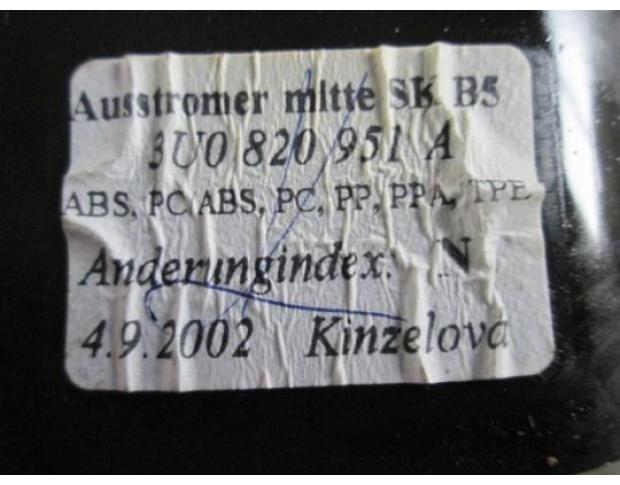 Ausstromer mitte SK B5
3U0 820 951 A
ABS, PC/ABS, PC, PP, PPA, TPE
Anderungindex: N
4.9.2002 Kinzelova